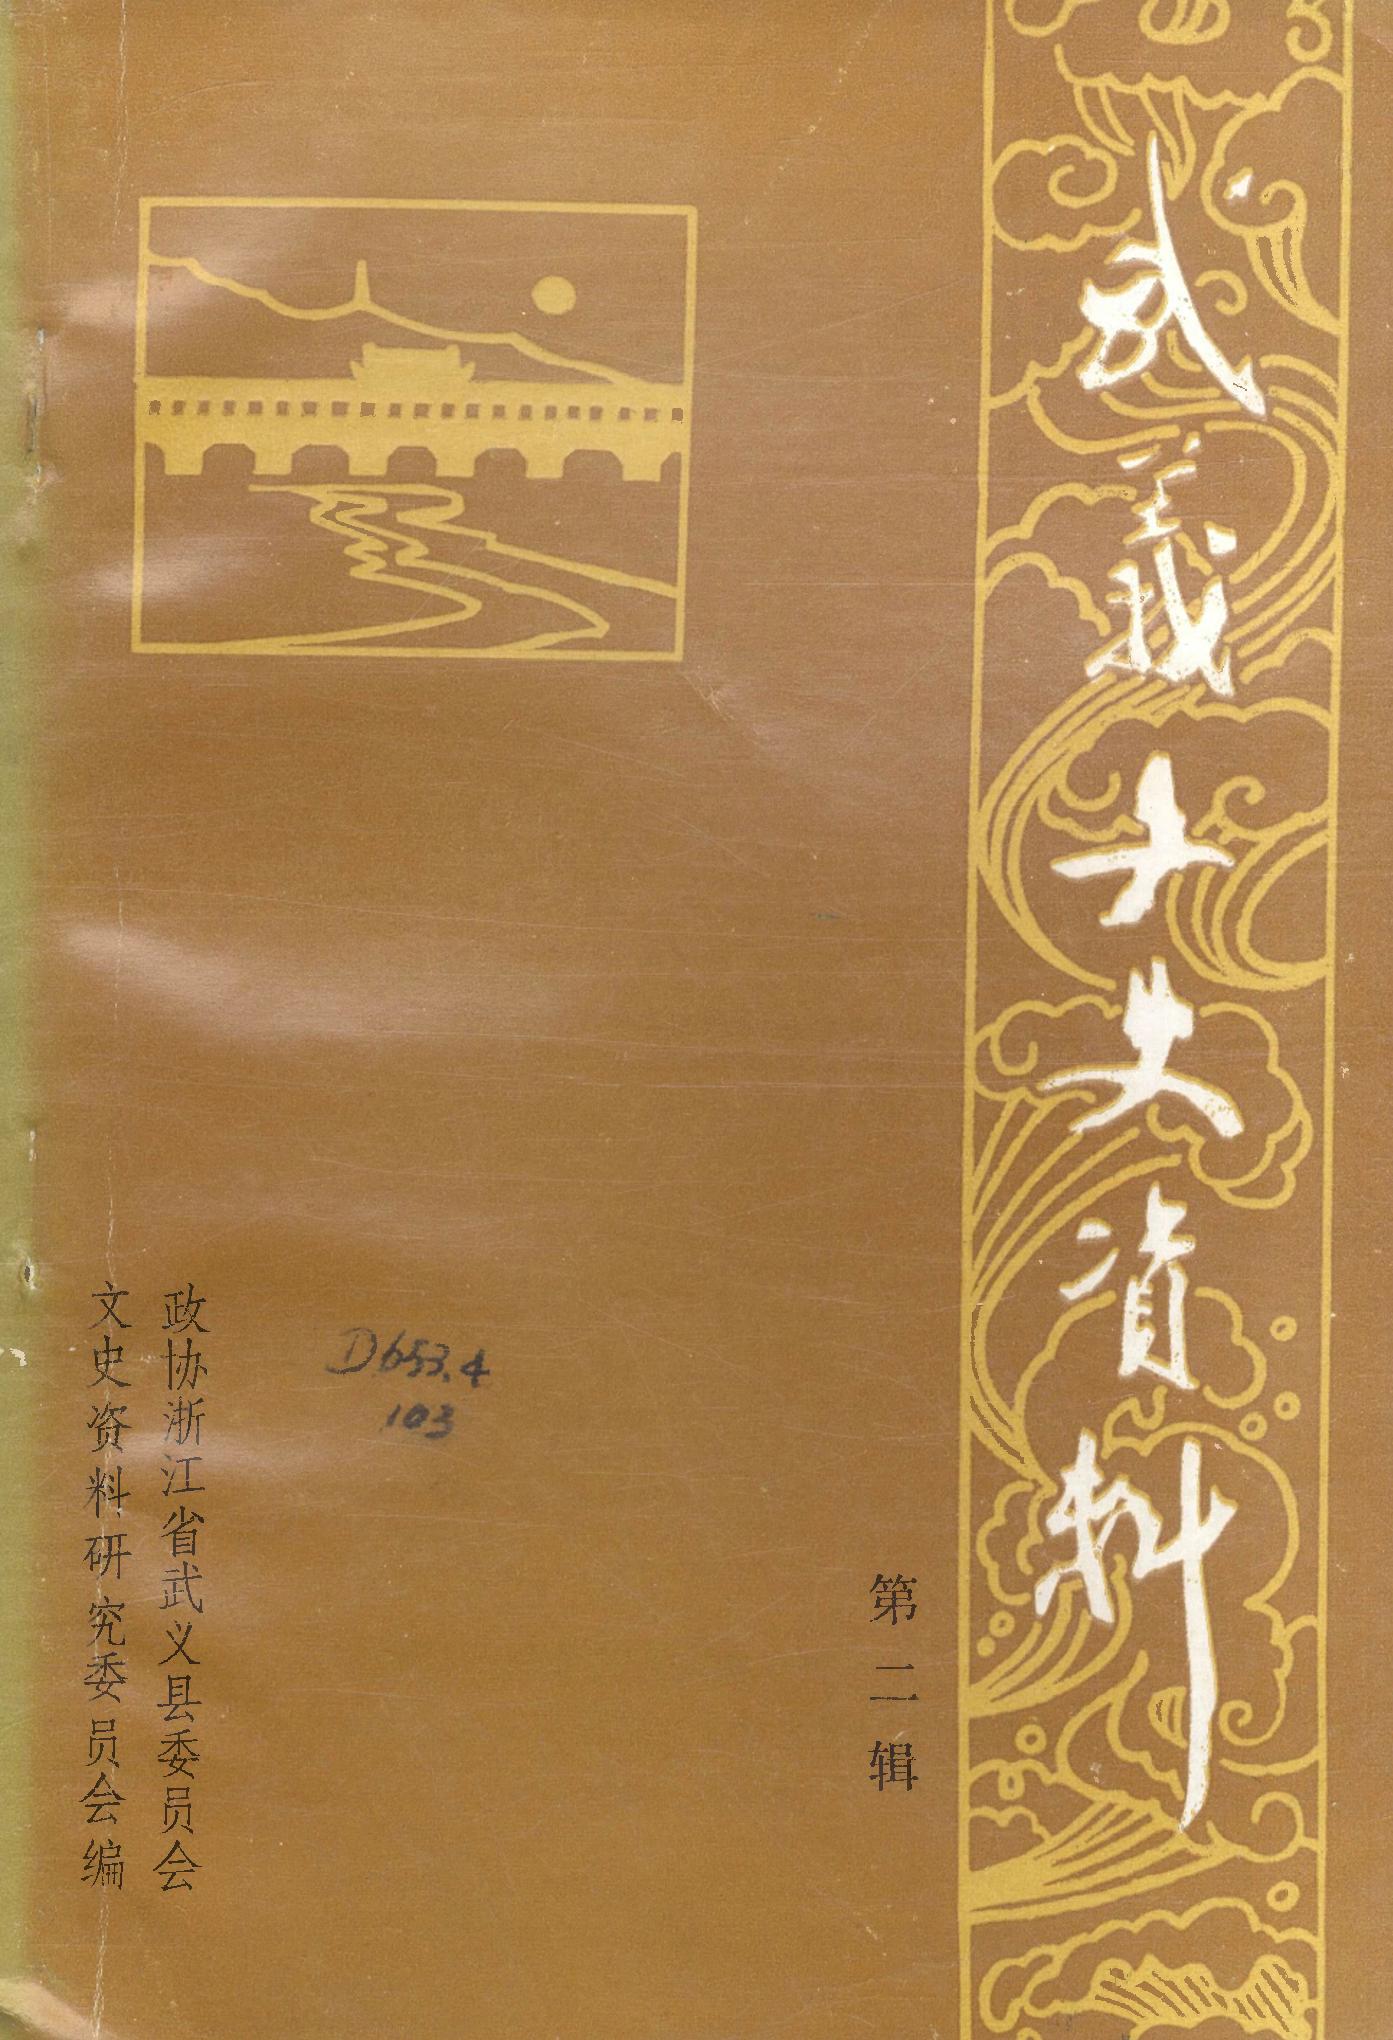 武義文史資料
第二辑
D653.4
103
政协浙江省武义县委员会
文史资料研究委员会编